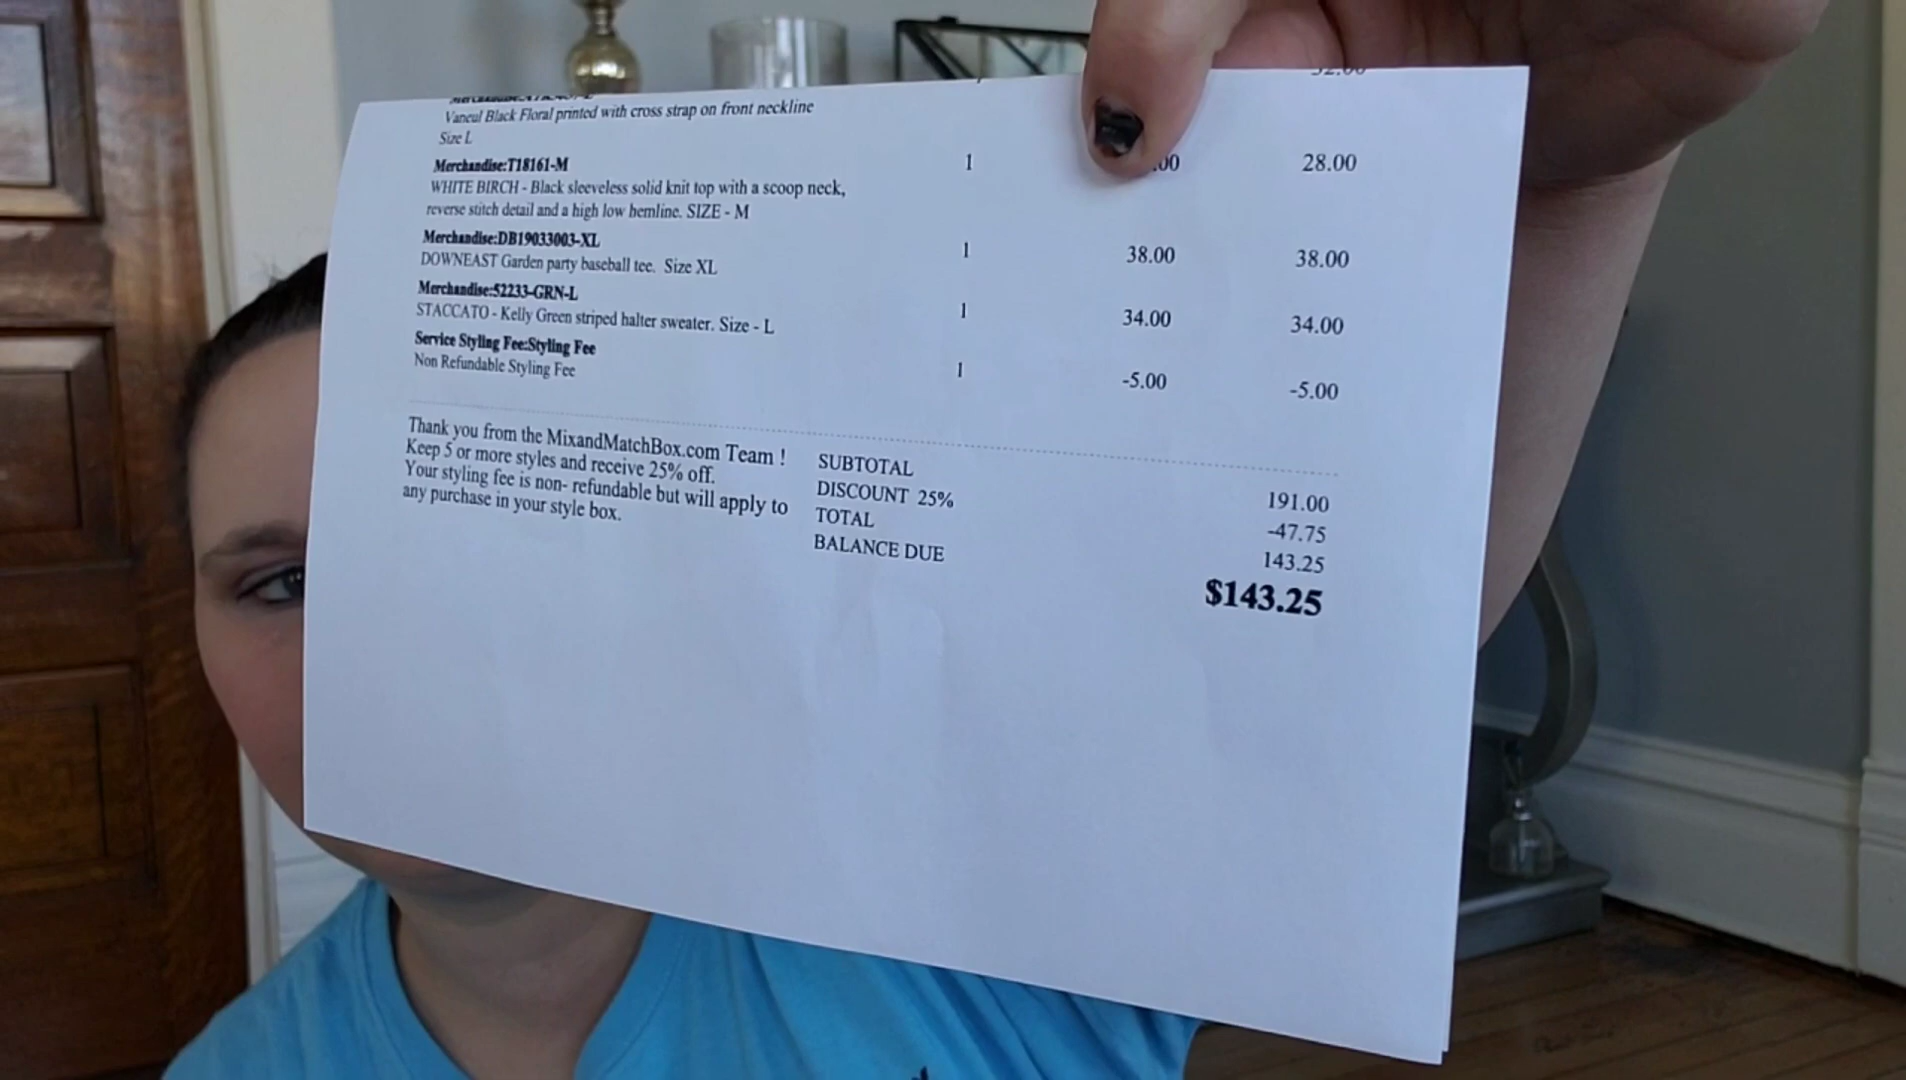 Vaneul Black Floral printed with cross strap on front neckline
Size L
Merchandise:T18161-M 1 .00 28.00
WHITE BIRCH - Black sleeveless solid knit top with a scoop neck,
reverse stitch detail and a high low hemline. SIZE - M
Merchandise:DB19033003-XL 1 38.00 38.00
DOWNEAST Garden party baseball tee. Size XL
Merchandise:52233-GRN-L 1 34.00 34.00
STACCATO - Kelly Green striped halter sweater. Size - L
Service Styling Fee:Styling Fee 1 -5.00 -5.00
Non Refundable Styling Fee
Thank you from the MixandMatchBox.com Team !
Keep 5 or more styles and receive 25% off.
Your styling fee is non- refundable but will apply to
any purchase in your style box.
SUBTOTAL 191.00
DISCOUNT 25% -47.75
TOTAL 143.25
BALANCE DUE $143.25